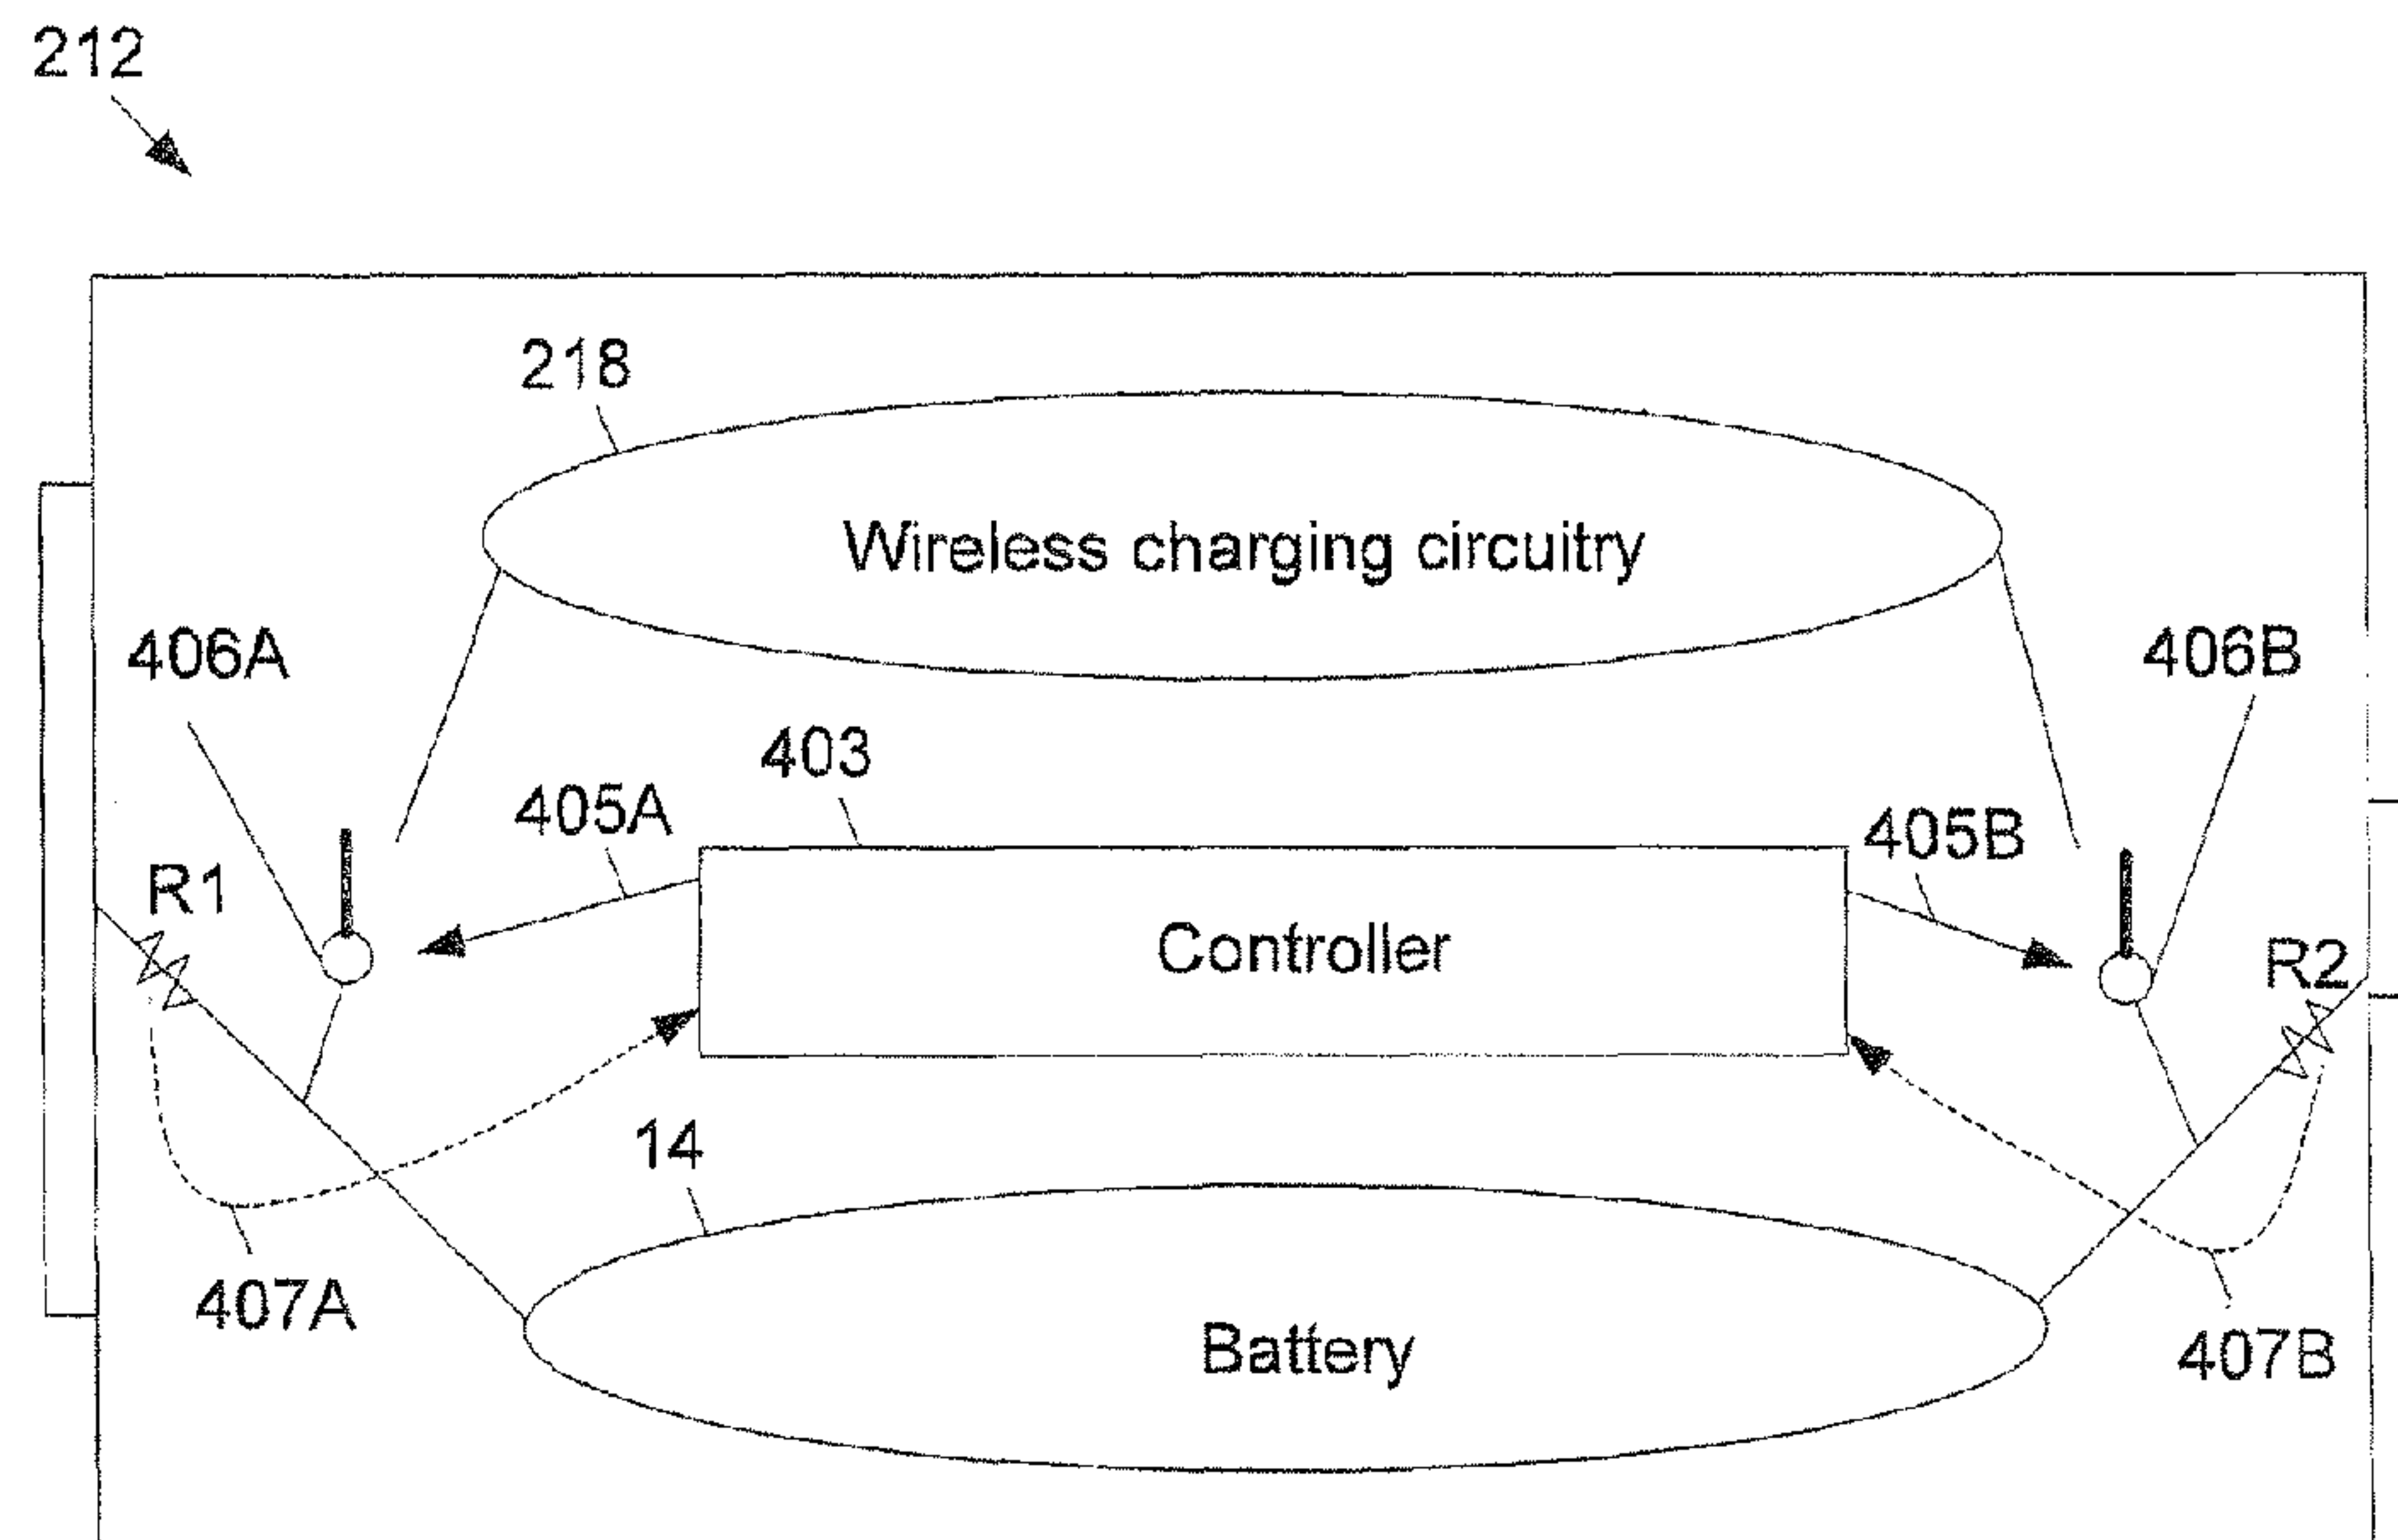 212
218
Wireless charging circuitry
406A
406B
403
405A
405B
R1
Controller
R2
14
407A
Battery
407B